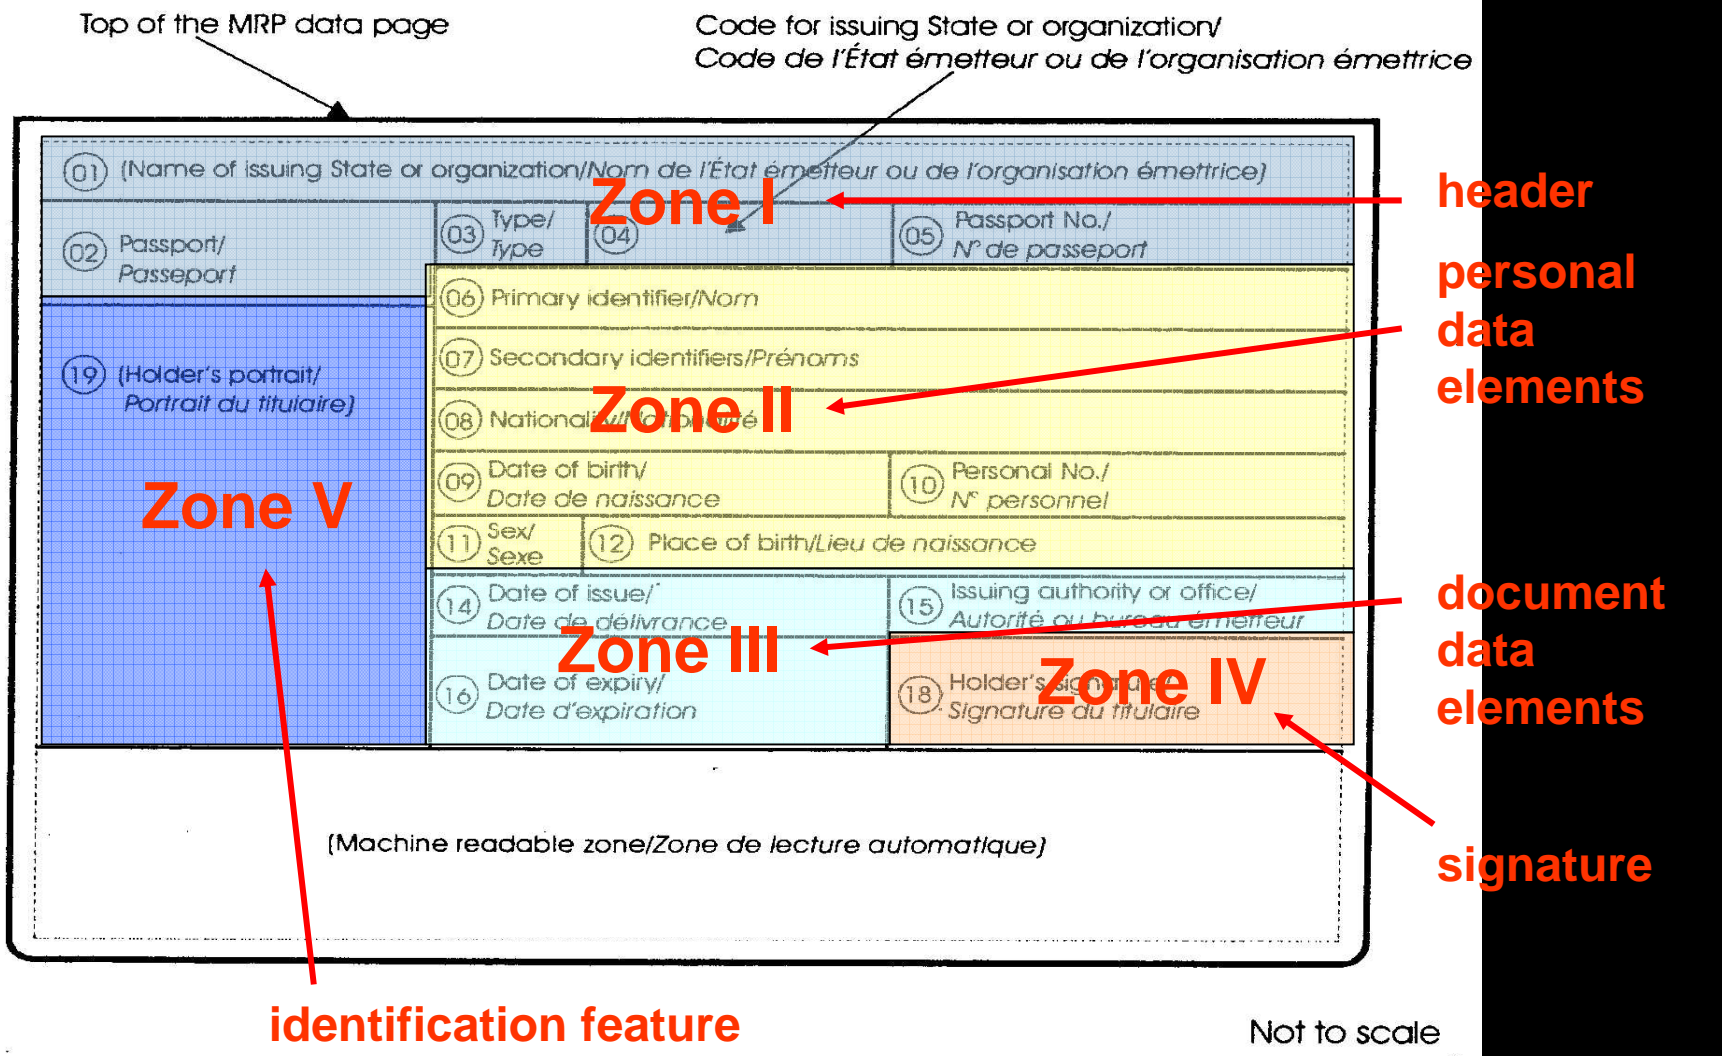 Top of the MRP data page
Code for issuing State or organization/
Code de l'État émetteur ou de l'organisation émettrice
01 (Name of issuing State or organization/Nom de l'État émetteur ou de l'organisation émettrice)
Zone I
header
02 Passport/
Passeport
03 Type/
Type
04
05 Passport No./
N° de passeport
personal
data
elements
06 Primary identifier/Nom
07 Secondary identifiers/Prénoms
Zone II
08 Nationality/Nationalité
19 (Holder's portrait/
Portrait du titulaire)
Zone V
09 Date of birth/
Date de naissance
10 Personal No./
N° personnel
11 Sex/
Sexe
12 Place of birth/Lieu de naissance
14 Date of issue/
Date de délivrance
15 Issuing authority or office/
Autorité ou bureau émetteur
document
data
elements
Zone III
16 Date of expiry/
Date d'expiration
18 Holder's signature/
Signature du titulaire
Zone IV
signature
(Machine readable zone/Zone de lecture automatique)
identification feature
Not to scale